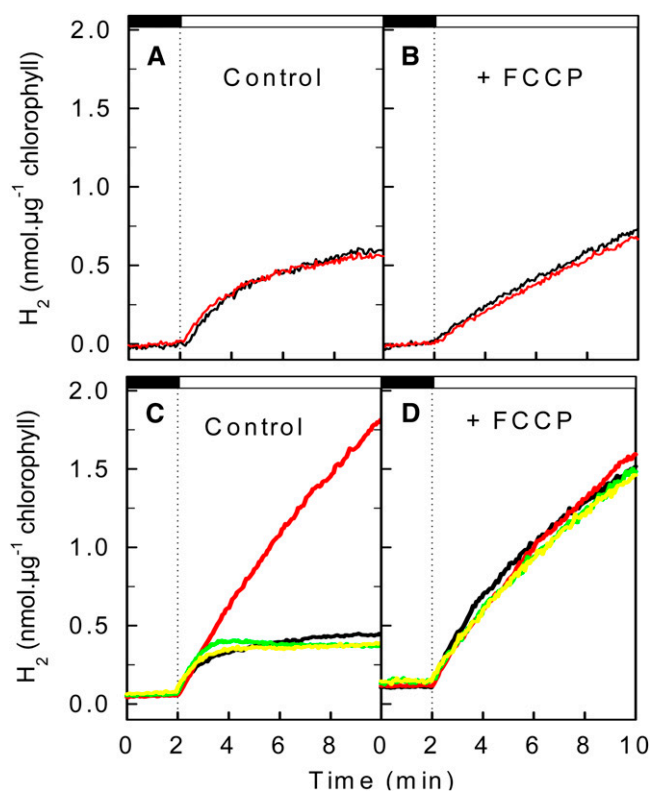 A
Control
B
+ FCCP
2.0
1.5
1.0
0.5
0.0
H₂ (nmol.µg⁻¹ chlorophyll)
C
Control
D
+ FCCP
2.0
1.5
1.0
0.5
0.0
H₂ (nmol.µg⁻¹ chlorophyll)
0 2 4 6 8 0 2 4 6 8 10
Time (min)